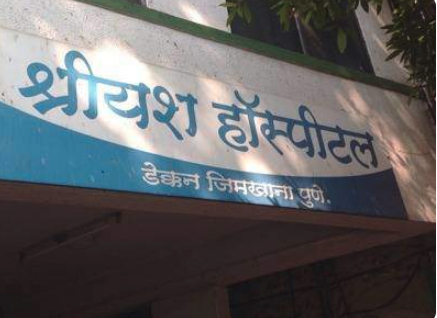 श्रीयश हॉस्पीटल
डेक्कन जिमखाना पुणे.